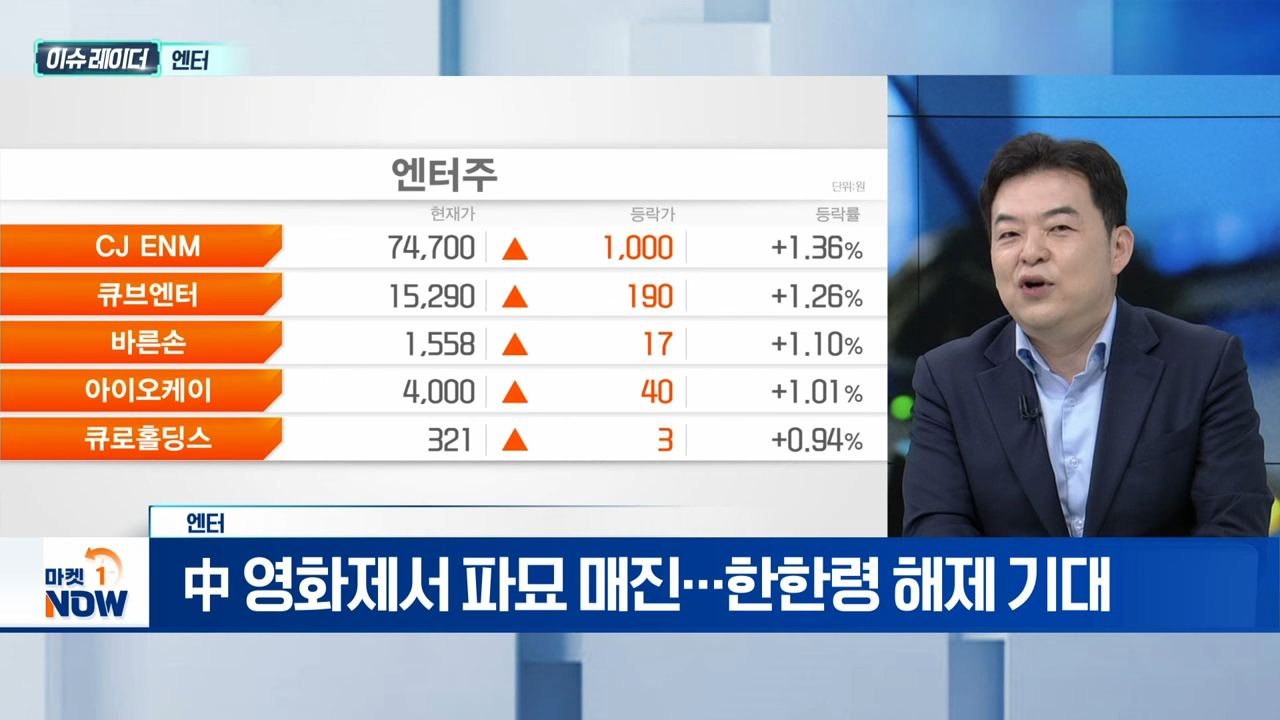 이슈 레이더 엔터
엔터주
단위:원
현재가 등락가 등락률
CJ ENM 74,700 ▲ 1,000 +1.36%
큐브엔터 15,290 ▲ 190 +1.26%
바른손 1,558 ▲ 17 +1.10%
아이오케이 4,000 ▲ 40 +1.01%
큐로홀딩스 321 ▲ 3 +0.94%
엔터
마켓 1
NOW
中 영화제서 파묘 매진…한한령 해제 기대